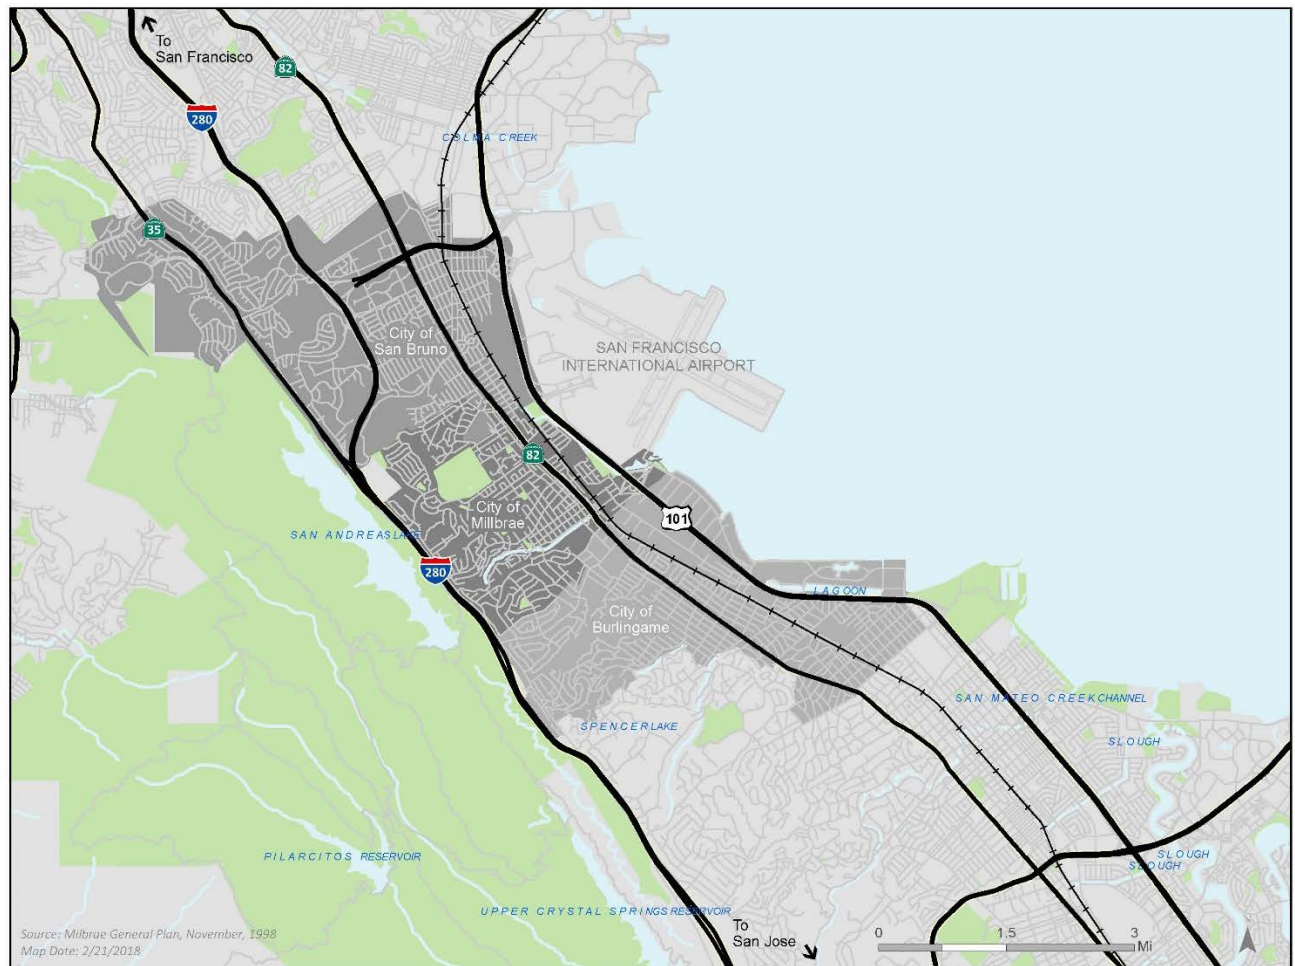 To
San Francisco
82
280
COLMA CREEK
35
City of
San Bruno
SAN FRANCISCO
INTERNATIONAL AIRPORT
82
City of
Millbrae
101
SAN ANDREAS LAKE
280
LAGOON
City of
Burlingame
SAN MATEO CREEK CHANNEL
SPENCER LAKE
SLOUGH
PILARCITOS RESERVOIR
SLOUGH
SLOUGH
UPPER CRYSTAL SPRINGS RESERVOIR
To
San Jose
0 1.5 3
Mi
Source: Milbrae General Plan, November, 1998
Map Date: 2/21/2018